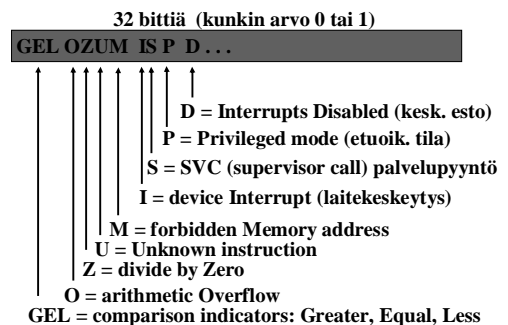 32 bittiä (kunkin arvo 0 tai 1)
GEL OZUM IS P D . . .
D = Interrupts Disabled (kesk. esto)
P = Privileged mode (etuoik. tila)
S = SVC (supervisor call) palvelupyyntö
I = device Interrupt (laitekeskeytys)
M = forbidden Memory address
U = Unknown instruction
Z = divide by Zero
O = arithmetic Overflow
GEL = comparison indicators: Greater, Equal, Less